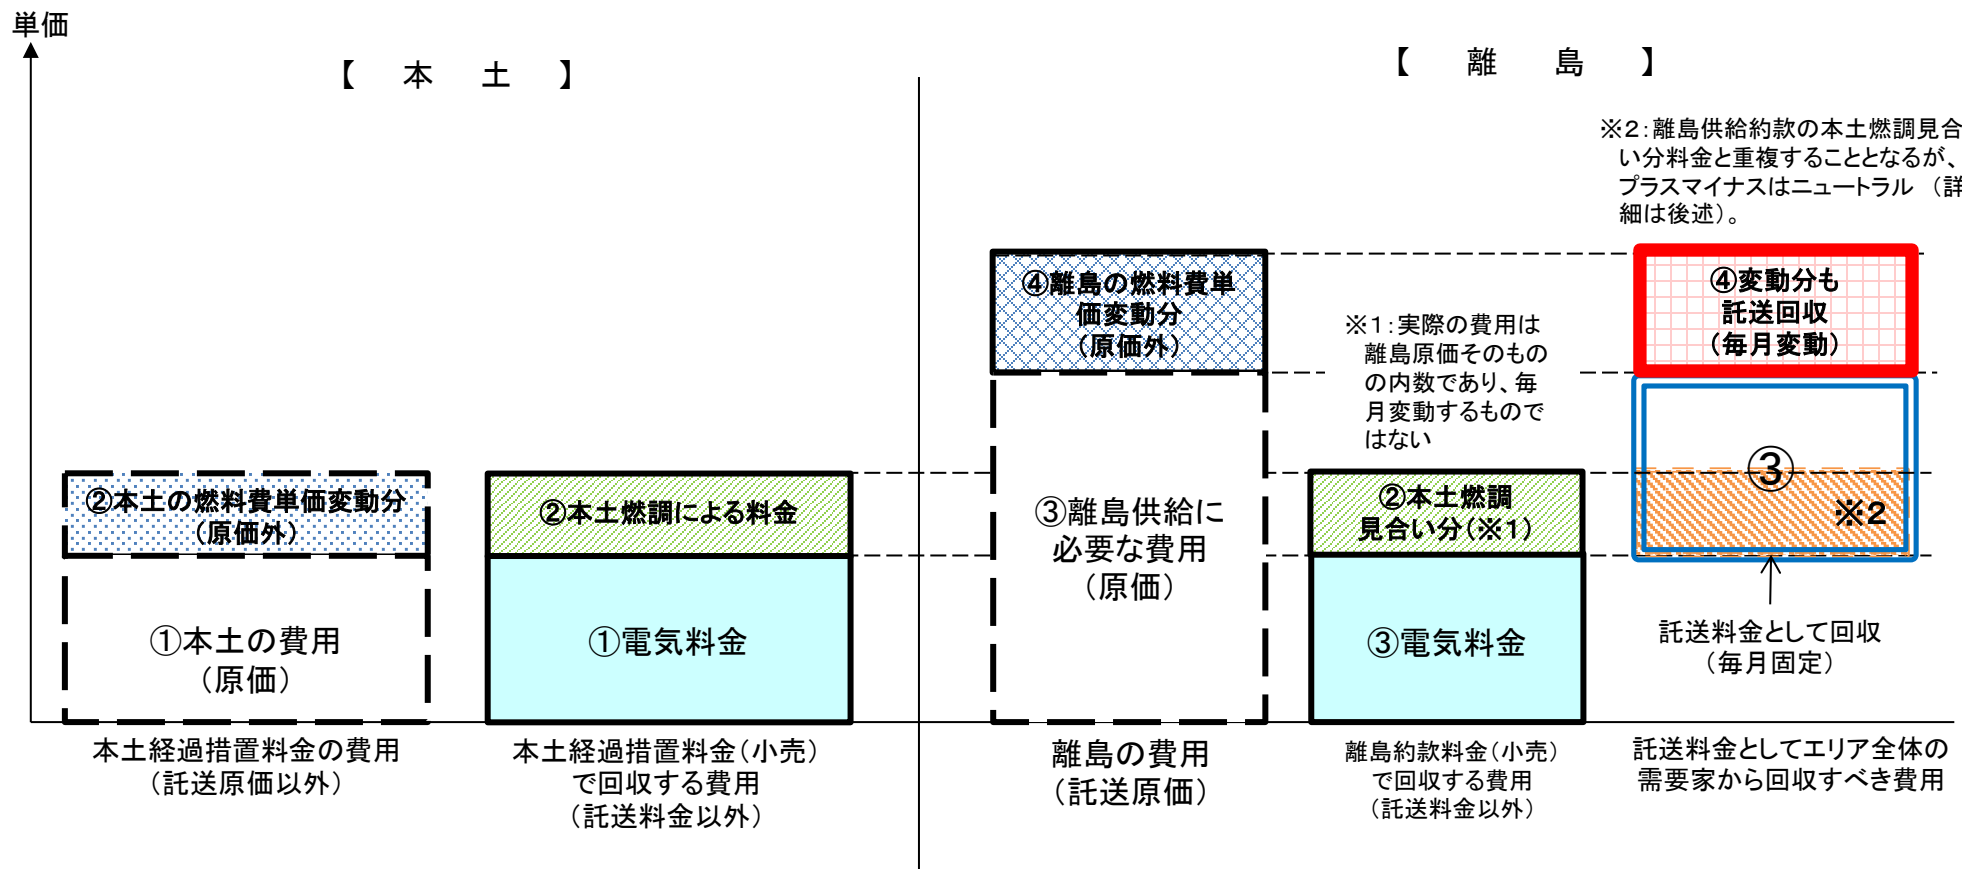 単価
【　本　土　】
【　離　島　】
※2：離島供給約款の本土燃調見合
い分料金と重複することとなるが、
プラスマイナスはニュートラル （詳
細は後述）。
④離島の燃料費単
価変動分
（原価外）
④変動分も
託送回収
（毎月変動）
※1：実際の費用は
離島原価そのもの
の内数であり、毎
月変動するもので
はない
②本土の燃料費単価変動分
（原価外）
②本土燃調による料金
③離島供給に
必要な費用
（原価）
②本土燃調
見合い分（※1）
③
※2
①本土の費用
（原価）
①電気料金
③電気料金
託送料金として回収
（毎月固定）
本土経過措置料金の費用
（託送原価以外）
本土経過措置料金（小売）
で回収する費用
（託送料金以外）
離島の費用
（託送原価）
離島約款料金（小売）
で回収する費用
（託送料金以外）
託送料金としてエリア全体の
需要家から回収すべき費用